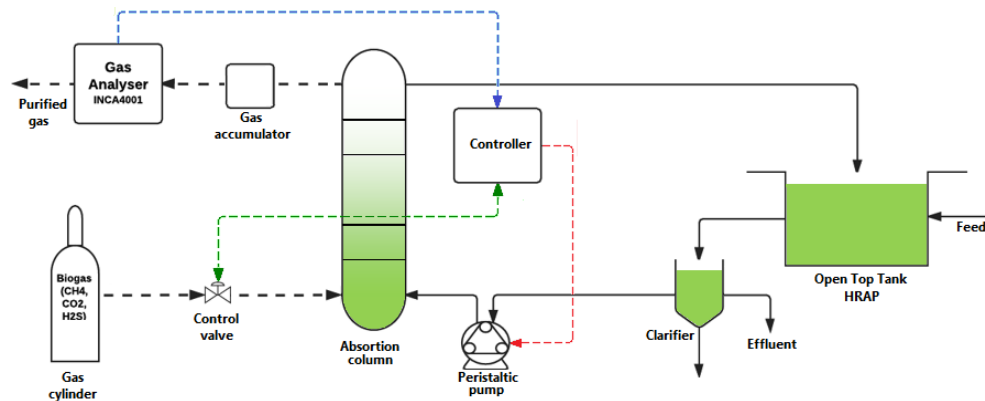 Gas
Analyser
INCA4001
Purified
gas
Gas
accumulator
Controller
Feed
Open Top Tank
HRAP
Biogas
(CH4,
CO2,
H2S)
Control
valve
Absortion
column
Peristaltic
pump
Clarifier
Effluent
Gas
cylinder